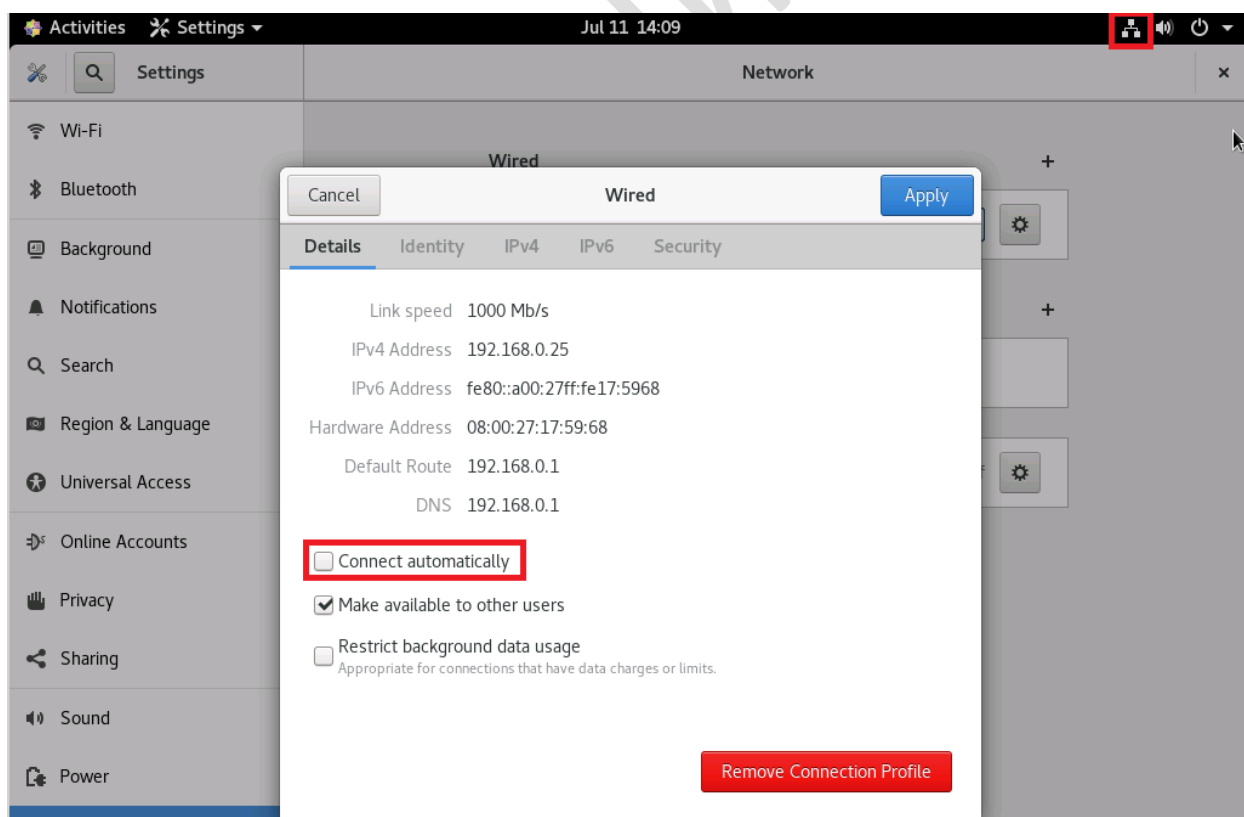 Activities Settings Jul 11 14:09
Settings Network
Wi-Fi
Bluetooth
Background
Notifications
Search
Region & Language
Universal Access
Online Accounts
Privacy
Sharing
Sound
Power
Wired
Cancel Wired Apply
Details Identity IPv4 IPv6 Security
Link speed 1000 Mb/s
IPv4 Address 192.168.0.25
IPv6 Address fe80::a00:27ff:fe17:5968
Hardware Address 08:00:27:17:59:68
Default Route 192.168.0.1
DNS 192.168.0.1
Connect automatically
Make available to other users
Restrict background data usage
Appropriate for connections that have data charges or limits.
Remove Connection Profile